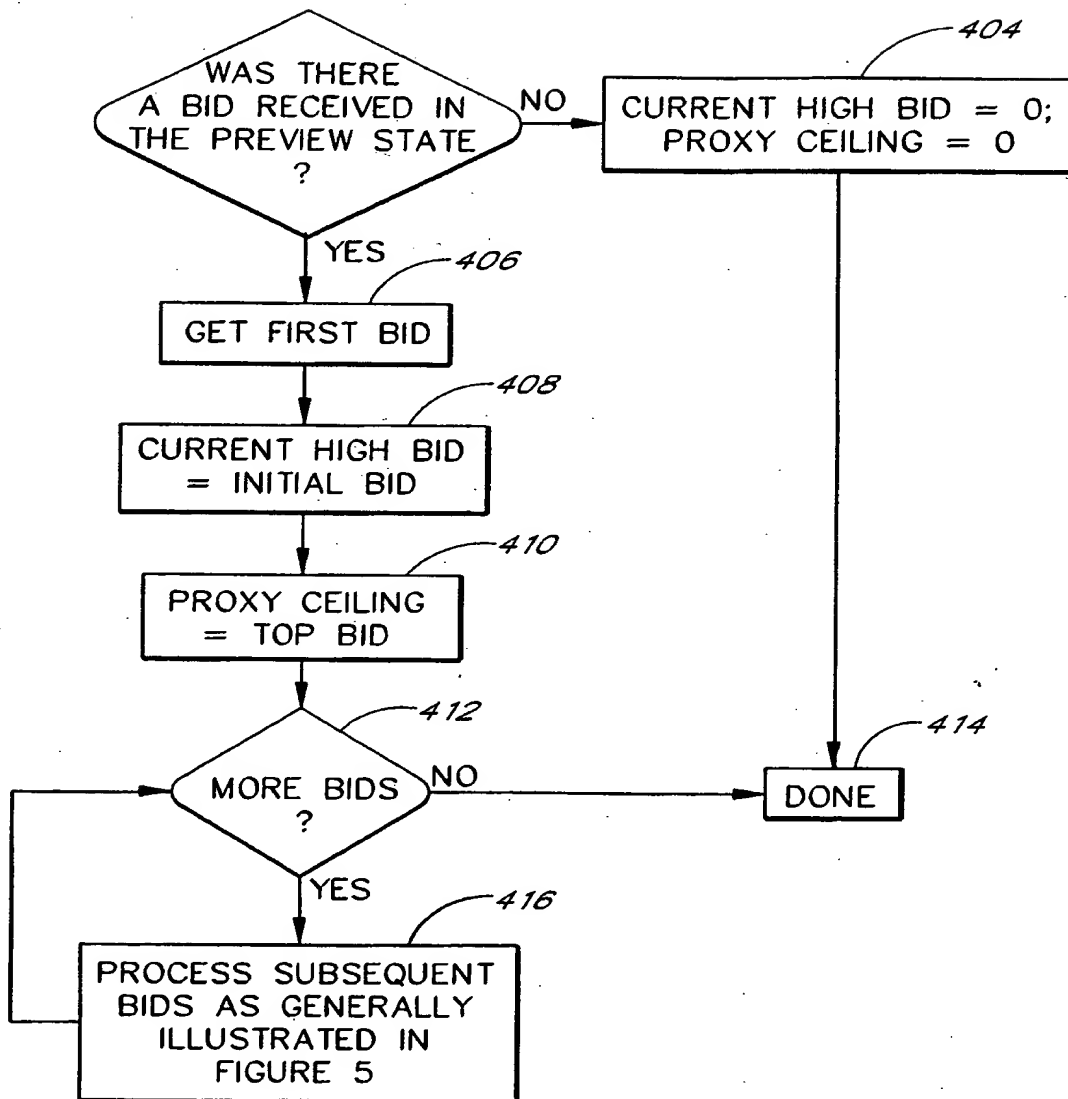 WAS THERE
A BID RECEIVED IN
THE PREVIEW STATE
?
NO
404
CURRENT HIGH BID = 0;
PROXY CEILING = 0
YES
406
GET FIRST BID
408
CURRENT HIGH BID
= INITIAL BID
410
PROXY CEILING
= TOP BID
412
MORE BIDS
?
NO
414
DONE
YES
416
PROCESS SUBSEQUENT
BIDS AS GENERALLY
ILLUSTRATED IN
FIGURE 5